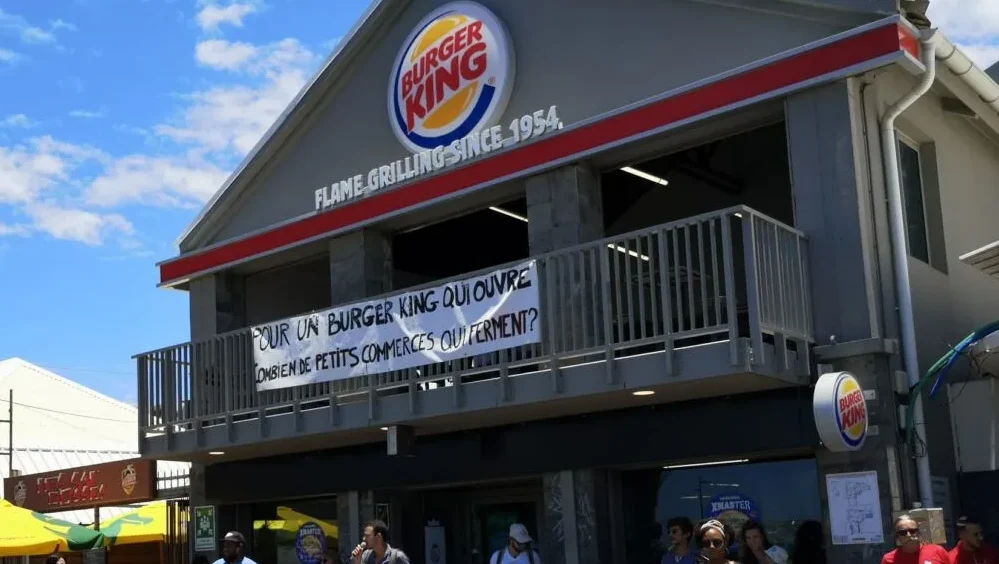 BURGER
KING
FLAME GRILLING SINCE 1954.
POUR UN BURGER KING QUI OUVRE
COMBIEN DE PETITS COMMERCES QUI FERMENT?
BURGER
KING
XMASTER